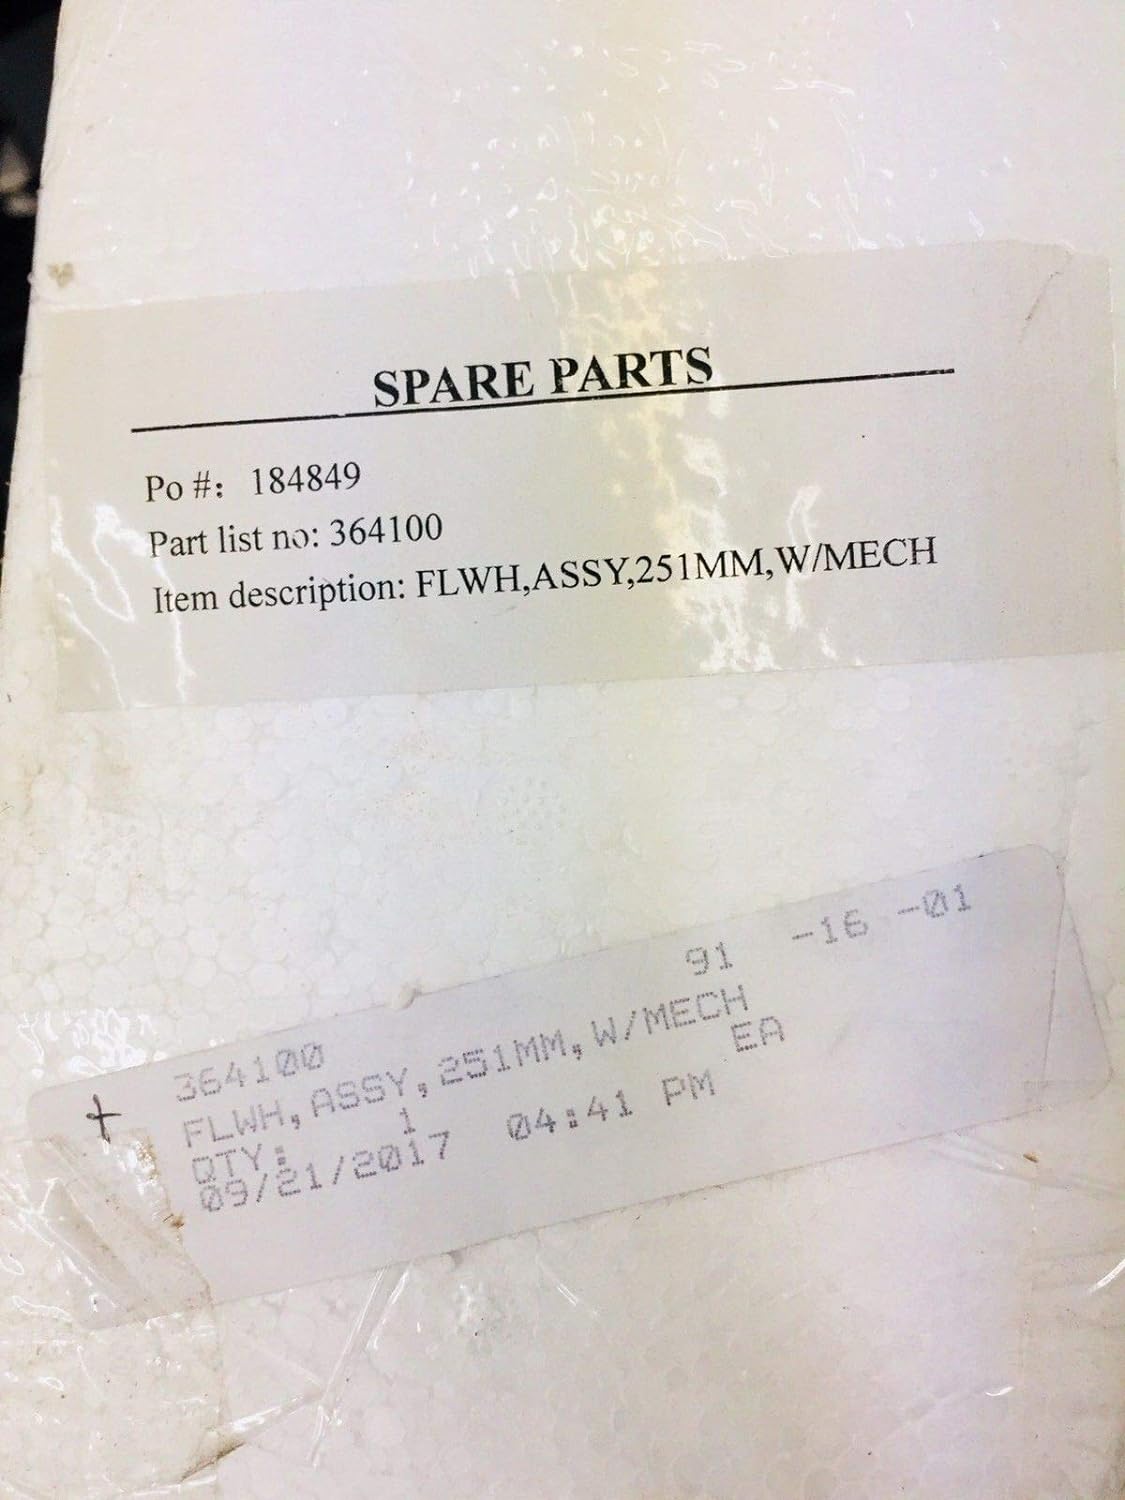 SPARE PARTS
Po #: 184849
Part list no: 364100
Item description: FLWH,ASSY,251MM,W/MECH
91 -16 -01
364100
FLWH,ASSY,251MM,W/MECH
QTY: 1 EA
09/21/2017 04:41 PM